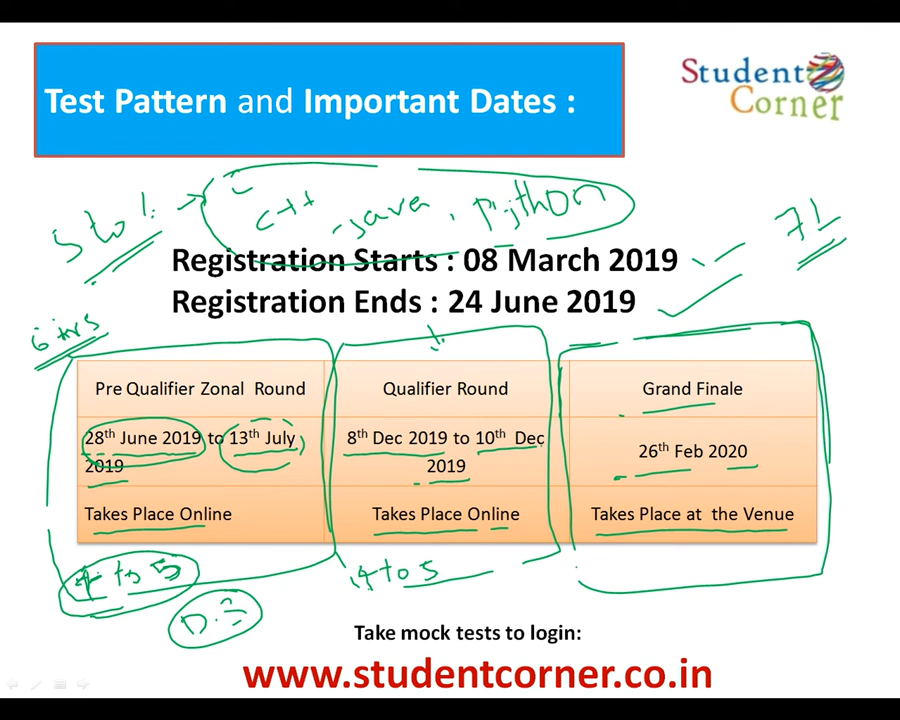 Test Pattern and Important Dates :
Student
Corner
C++
Java , Python
5 to
71
Registration Starts : 08 March 2019
Registration Ends : 24 June 2019
6 hrs
Pre Qualifier Zonal Round
Qualifier Round
Grand Finale
28th June 2019 to 13th July 2019
8th Dec 2019 to 10th Dec 2019
26th Feb 2020
Takes Place Online
Takes Place Online
Takes Place at the Venue
4 to 5
4 to 5
Take mock tests to login:
www.studentcorner.co.in